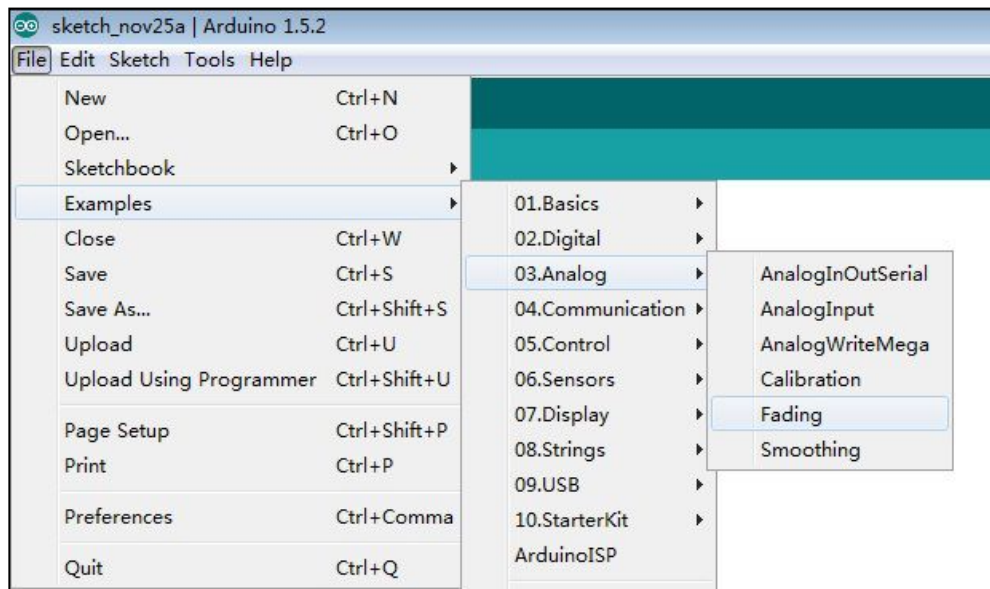 sketch_nov25a | Arduino 1.5.2
File Edit Sketch Tools Help
New Ctrl+N
Open... Ctrl+O
Sketchbook
Examples
Close Ctrl+W
Save Ctrl+S
Save As... Ctrl+Shift+S
Upload Ctrl+U
Upload Using Programmer Ctrl+Shift+U
Page Setup Ctrl+Shift+P
Print Ctrl+P
Preferences Ctrl+Comma
Quit Ctrl+Q
01.Basics
02.Digital
03.Analog
04.Communication
05.Control
06.Sensors
07.Display
08.Strings
09.USB
10.StarterKit
ArduinoISP
AnalogInOutSerial
AnalogInput
AnalogWriteMega
Calibration
Fading
Smoothing